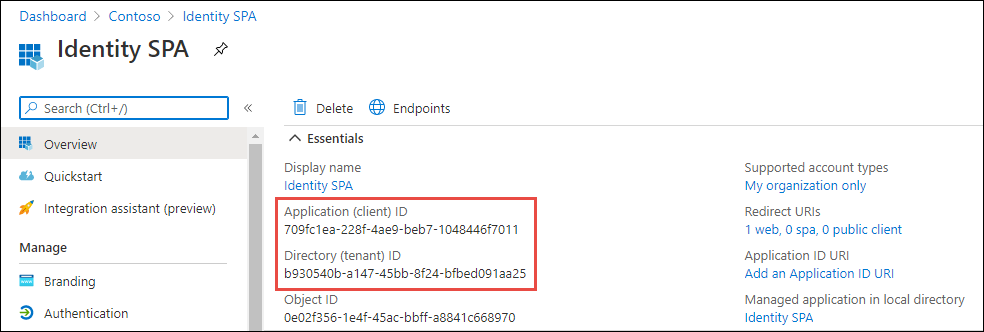 Dashboard > Contoso > Identity SPA
Identity SPA
Search (Ctrl+/)
«
Overview
Quickstart
Integration assistant (preview)
Manage
Branding
Authentication
Delete
Endpoints
Essentials
Display name
Identity SPA
Application (client) ID
709fc1ea-228f-4ae9-beb7-1048446f7011
Directory (tenant) ID
b930540b-a147-45bb-8f24-bfbed091aa25
Object ID
0e02f356-1e4f-45ac-bbff-a8841c668970
Supported account types
My organization only
Redirect URIs
1 web, 0 spa, 0 public client
Application ID URI
Add an Application ID URI
Managed application in local directory
Identity SPA